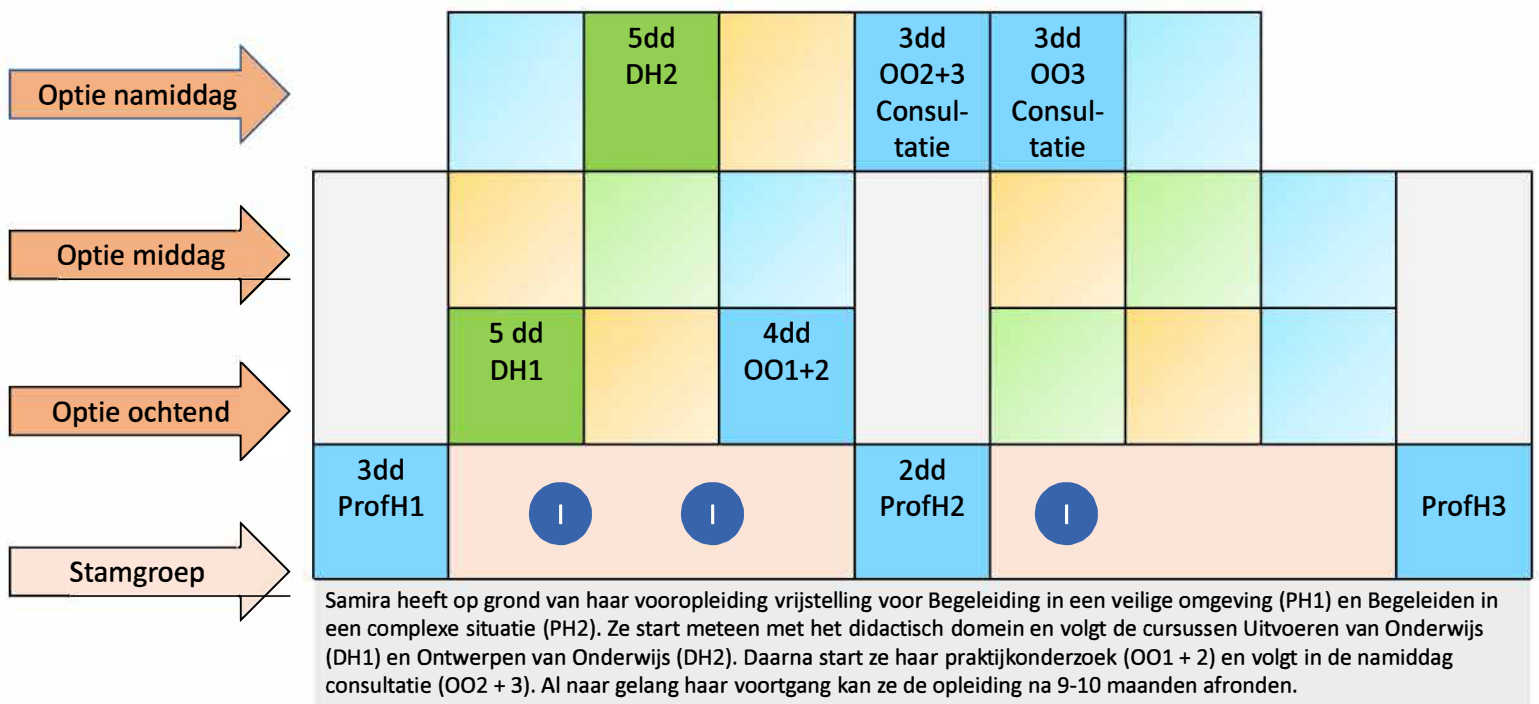 Optie namiddag
5dd
DH2
3dd
OO2+3
Consul-
tatie
3dd
OO3
Consul-
tatie
Optie middag
Optie ochtend
5 dd
DH1
4dd
OO1+2
Stamgroep
3dd
ProfH1
I
I
2dd
ProfH2
I
ProfH3
Samira heeft op grond van haar vooropleiding vrijstelling voor Begeleiding in een veilige omgeving (PH1) en Begeleiden in
een complexe situatie (PH2). Ze start meteen met het didactisch domein en volgt de cursussen Uitvoeren van Onderwijs
(DH1) en Ontwerpen van Onderwijs (DH2). Daarna start ze haar praktijkonderzoek (OO1 + 2) en volgt in de namiddag
consultatie (OO2 + 3). Al naar gelang haar voortgang kan ze de opleiding na 9-10 maanden afronden.